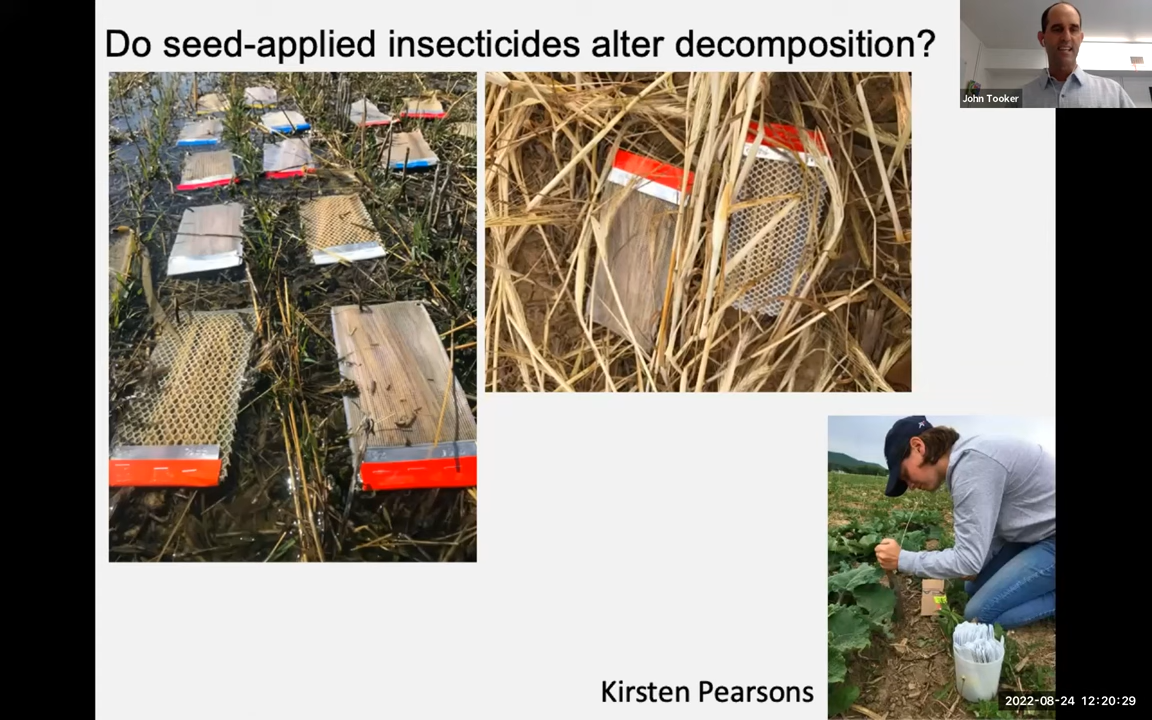 Do seed-applied insecticides alter decomposition?
John Tooker
Kirsten Pearsons
2022-08-24 12:20:29